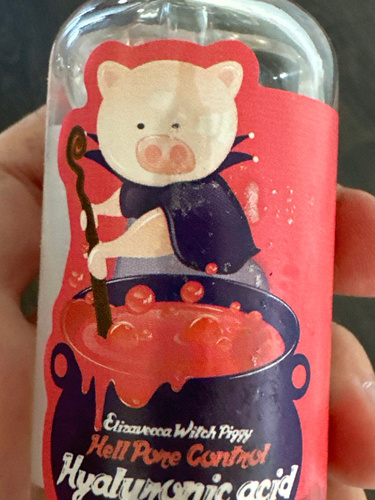 Elizavecca Witch Piggy
Hell Pore Control
Hyaluronic acid